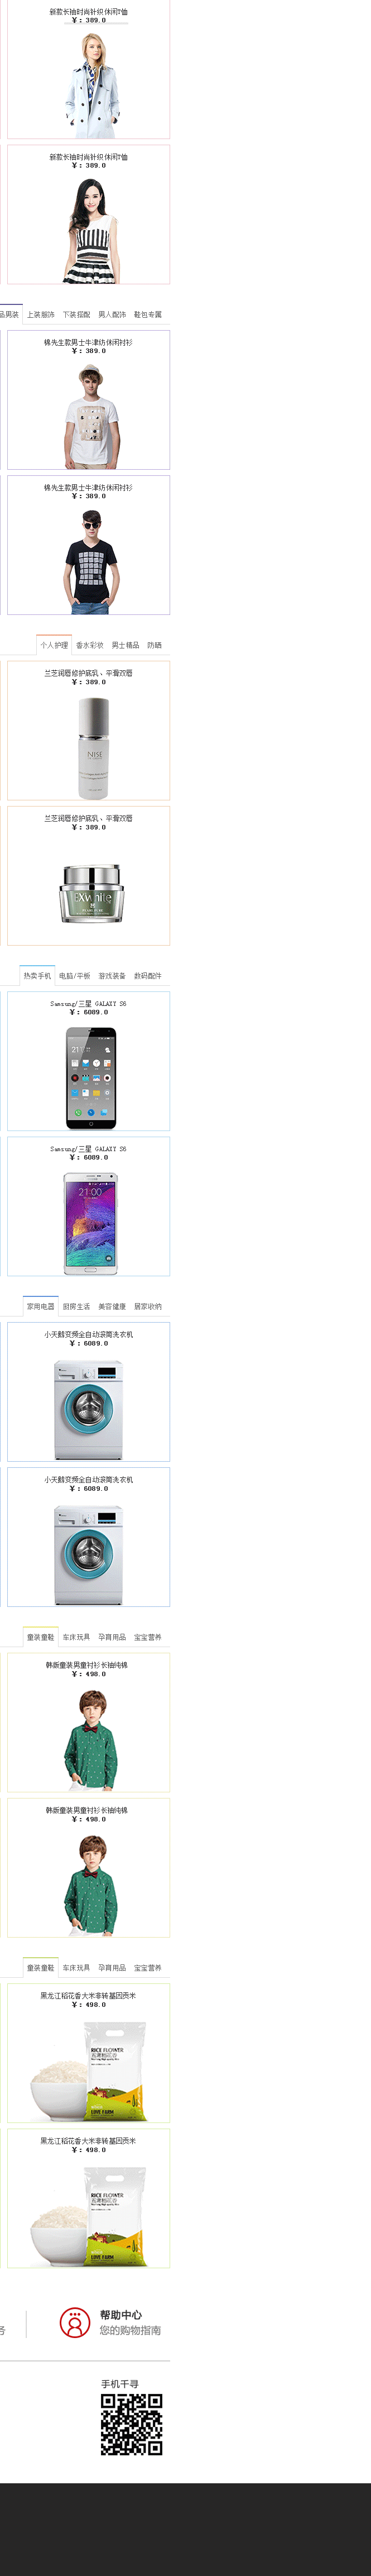 新款长袖时尚针织休闲T恤
¥：389.0
新款长袖时尚针织休闲T恤
¥：389.0
品男装 上装服饰 下装搭配 男人配饰 鞋包专属
棉先生款男士牛津纺休闲衬衫
¥：389.0
棉先生款男士牛津纺休闲衬衫
¥：389.0
个人护理 香水彩妆 男士精品 防晒
兰芝润唇修护底乳、平膏双唇
¥：389.0
NISE
兰芝润唇修护底乳、平膏双唇
¥：389.0
EXWhite
热卖手机 电脑/平板 游戏装备 数码配件
Samsung/三星 GALAXY S6
¥：6089.0
Samsung/三星 GALAXY S6
¥：6089.0
21:00
家用电器 厨房生活 美容健康 居家收纳
小天鹅变频全自动滚筒洗衣机
¥：6089.0
小天鹅变频全自动滚筒洗衣机
¥：6089.0
童装童鞋 车床玩具 孕育用品 宝宝营养
韩版童装男童衬衫长袖纯棉
¥：498.0
韩版童装男童衬衫长袖纯棉
¥：498.0
童装童鞋 车床玩具 孕育用品 宝宝营养
黑龙江稻花香大米非转基因贡米
¥：498.0
RICE FLOWER
LOVE FARM
黑龙江稻花香大米非转基因贡米
¥：498.0
RICE FLOWER
LOVE FARM
帮助中心
务 您的购物指南
手机千寻